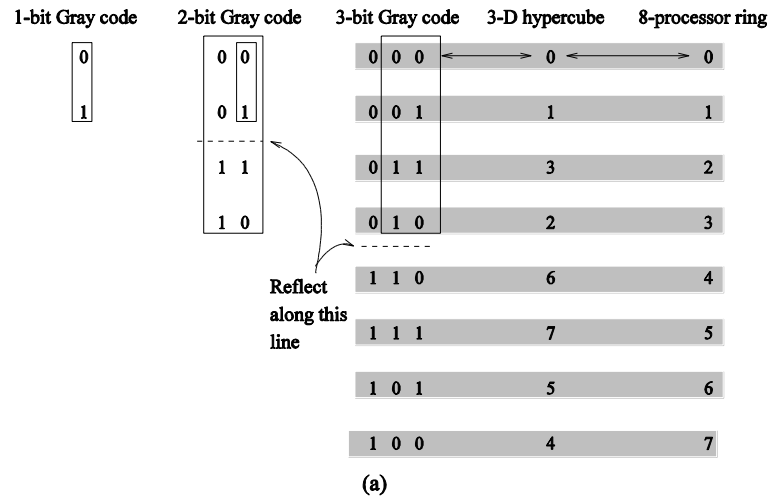 1-bit Gray code 2-bit Gray code 3-bit Gray code 3-D hypercube 8-processor ring
0 0 0 0 0 0 0 0
1 0 1 0 0 1 1 1
1 1 0 1 1 3 2
1 0 0 1 0 2 3
Reflect
along this
line
1 1 0 6 4
1 1 1 7 5
1 0 1 5 6
1 0 0 4 7
(a)